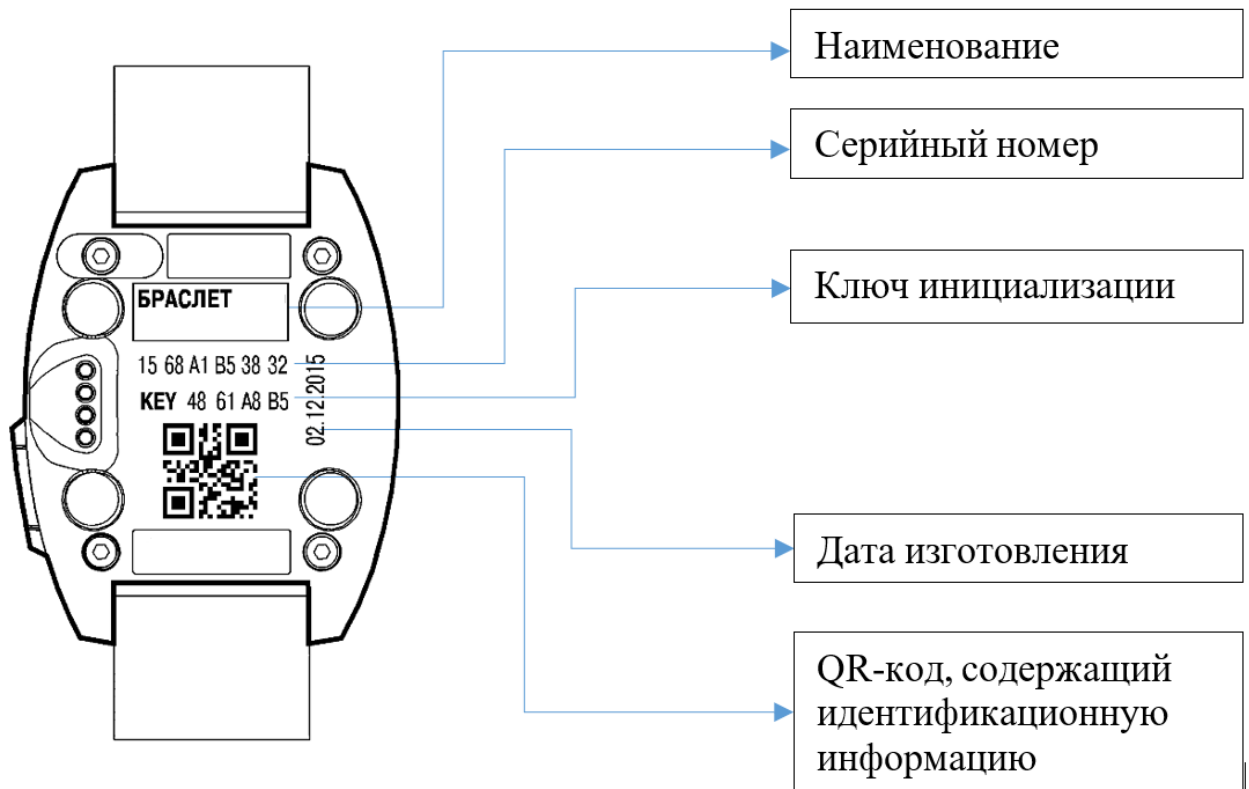 Наименование
Серийный номер
Ключ инициализации
БРАСЛЕТ
15 68 A1 B5 38 32
KEY 48 61 A8 B5
02.12.2015
Дата изготовления
QR-код, содержащий
идентификационную
информацию